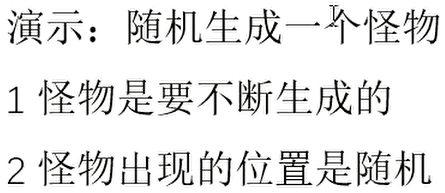 演示：随机生成一个怪物
1 怪物是要不断生成的
2 怪物出现的位置是随机